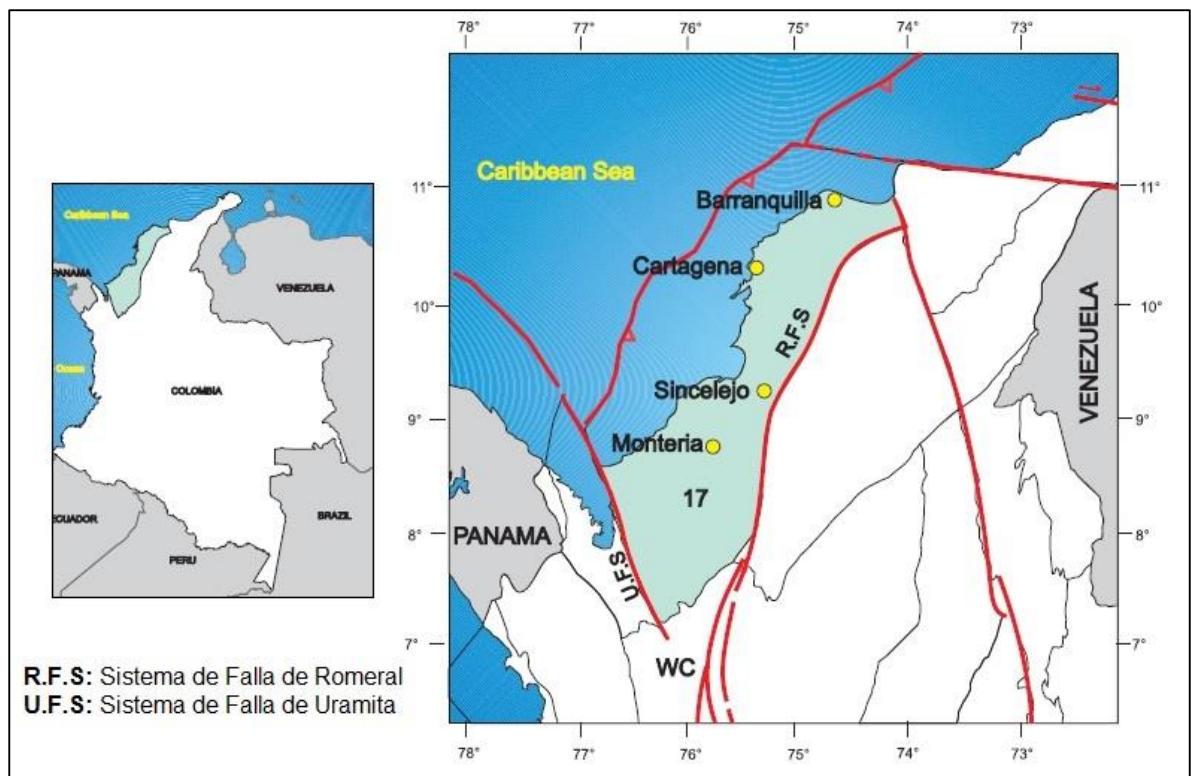 78° 77° 76° 75° 74° 73°
Caribbean Sea
11° 11°
Barranquilla
Cartagena
10° 10°
R.F.S
VENEZUELA
Sincelejo
9° 9°
Monteria
17
8° 8°
PANAMA
U.F.S
7° 7°
WC
78° 77° 76° 75° 74° 73°
Caribbean Sea
PANAMA
VENEZUELA
COLOMBIA
ECUADOR
BRAZIL
PERU
R.F.S: Sistema de Falla de Romeral
U.F.S: Sistema de Falla de Uramita